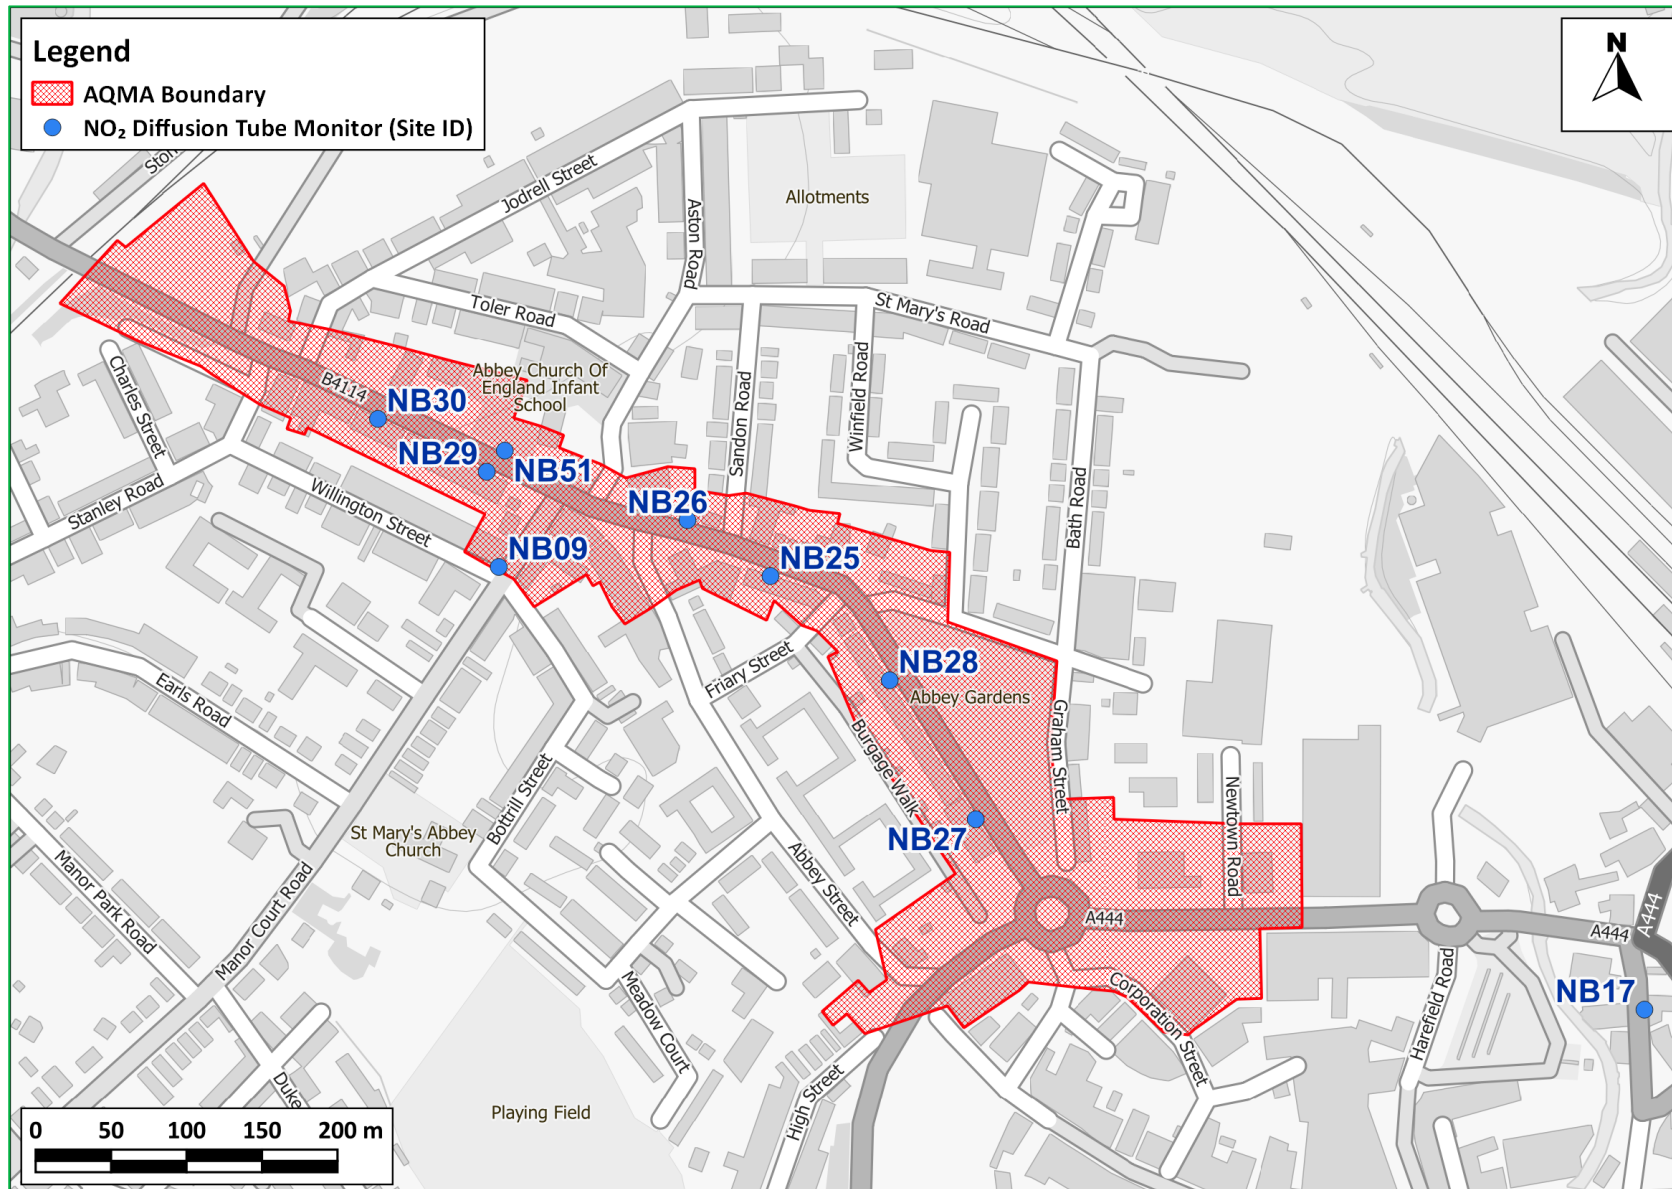 Legend
AQMA Boundary
NO₂ Diffusion Tube Monitor (Site ID)
N
Jodrell Street
Aston Road
Allotments
Toler Road
St Mary's Road
Abbey Church Of
England Infant
School
B4114
Charles Street
NB30
NB29
NB51
Sandon Road
Winfield Road
Bath Road
Stanley Road
Willington Street
NB26
NB09
NB25
Friary Street
NB28
Abbey Gardens
Earls Road
Burgage Walk
Graham Street
Newtown Road
Bottrill Street
St Mary's Abbey
Church
NB27
Abbey Street
Manor Park Road
Manor Court Road
A444
A444
A444
Meadow Court
Corporation Street
Harefield Road
NB17
High Street
Duke
Playing Field
0 50 100 150 200 m